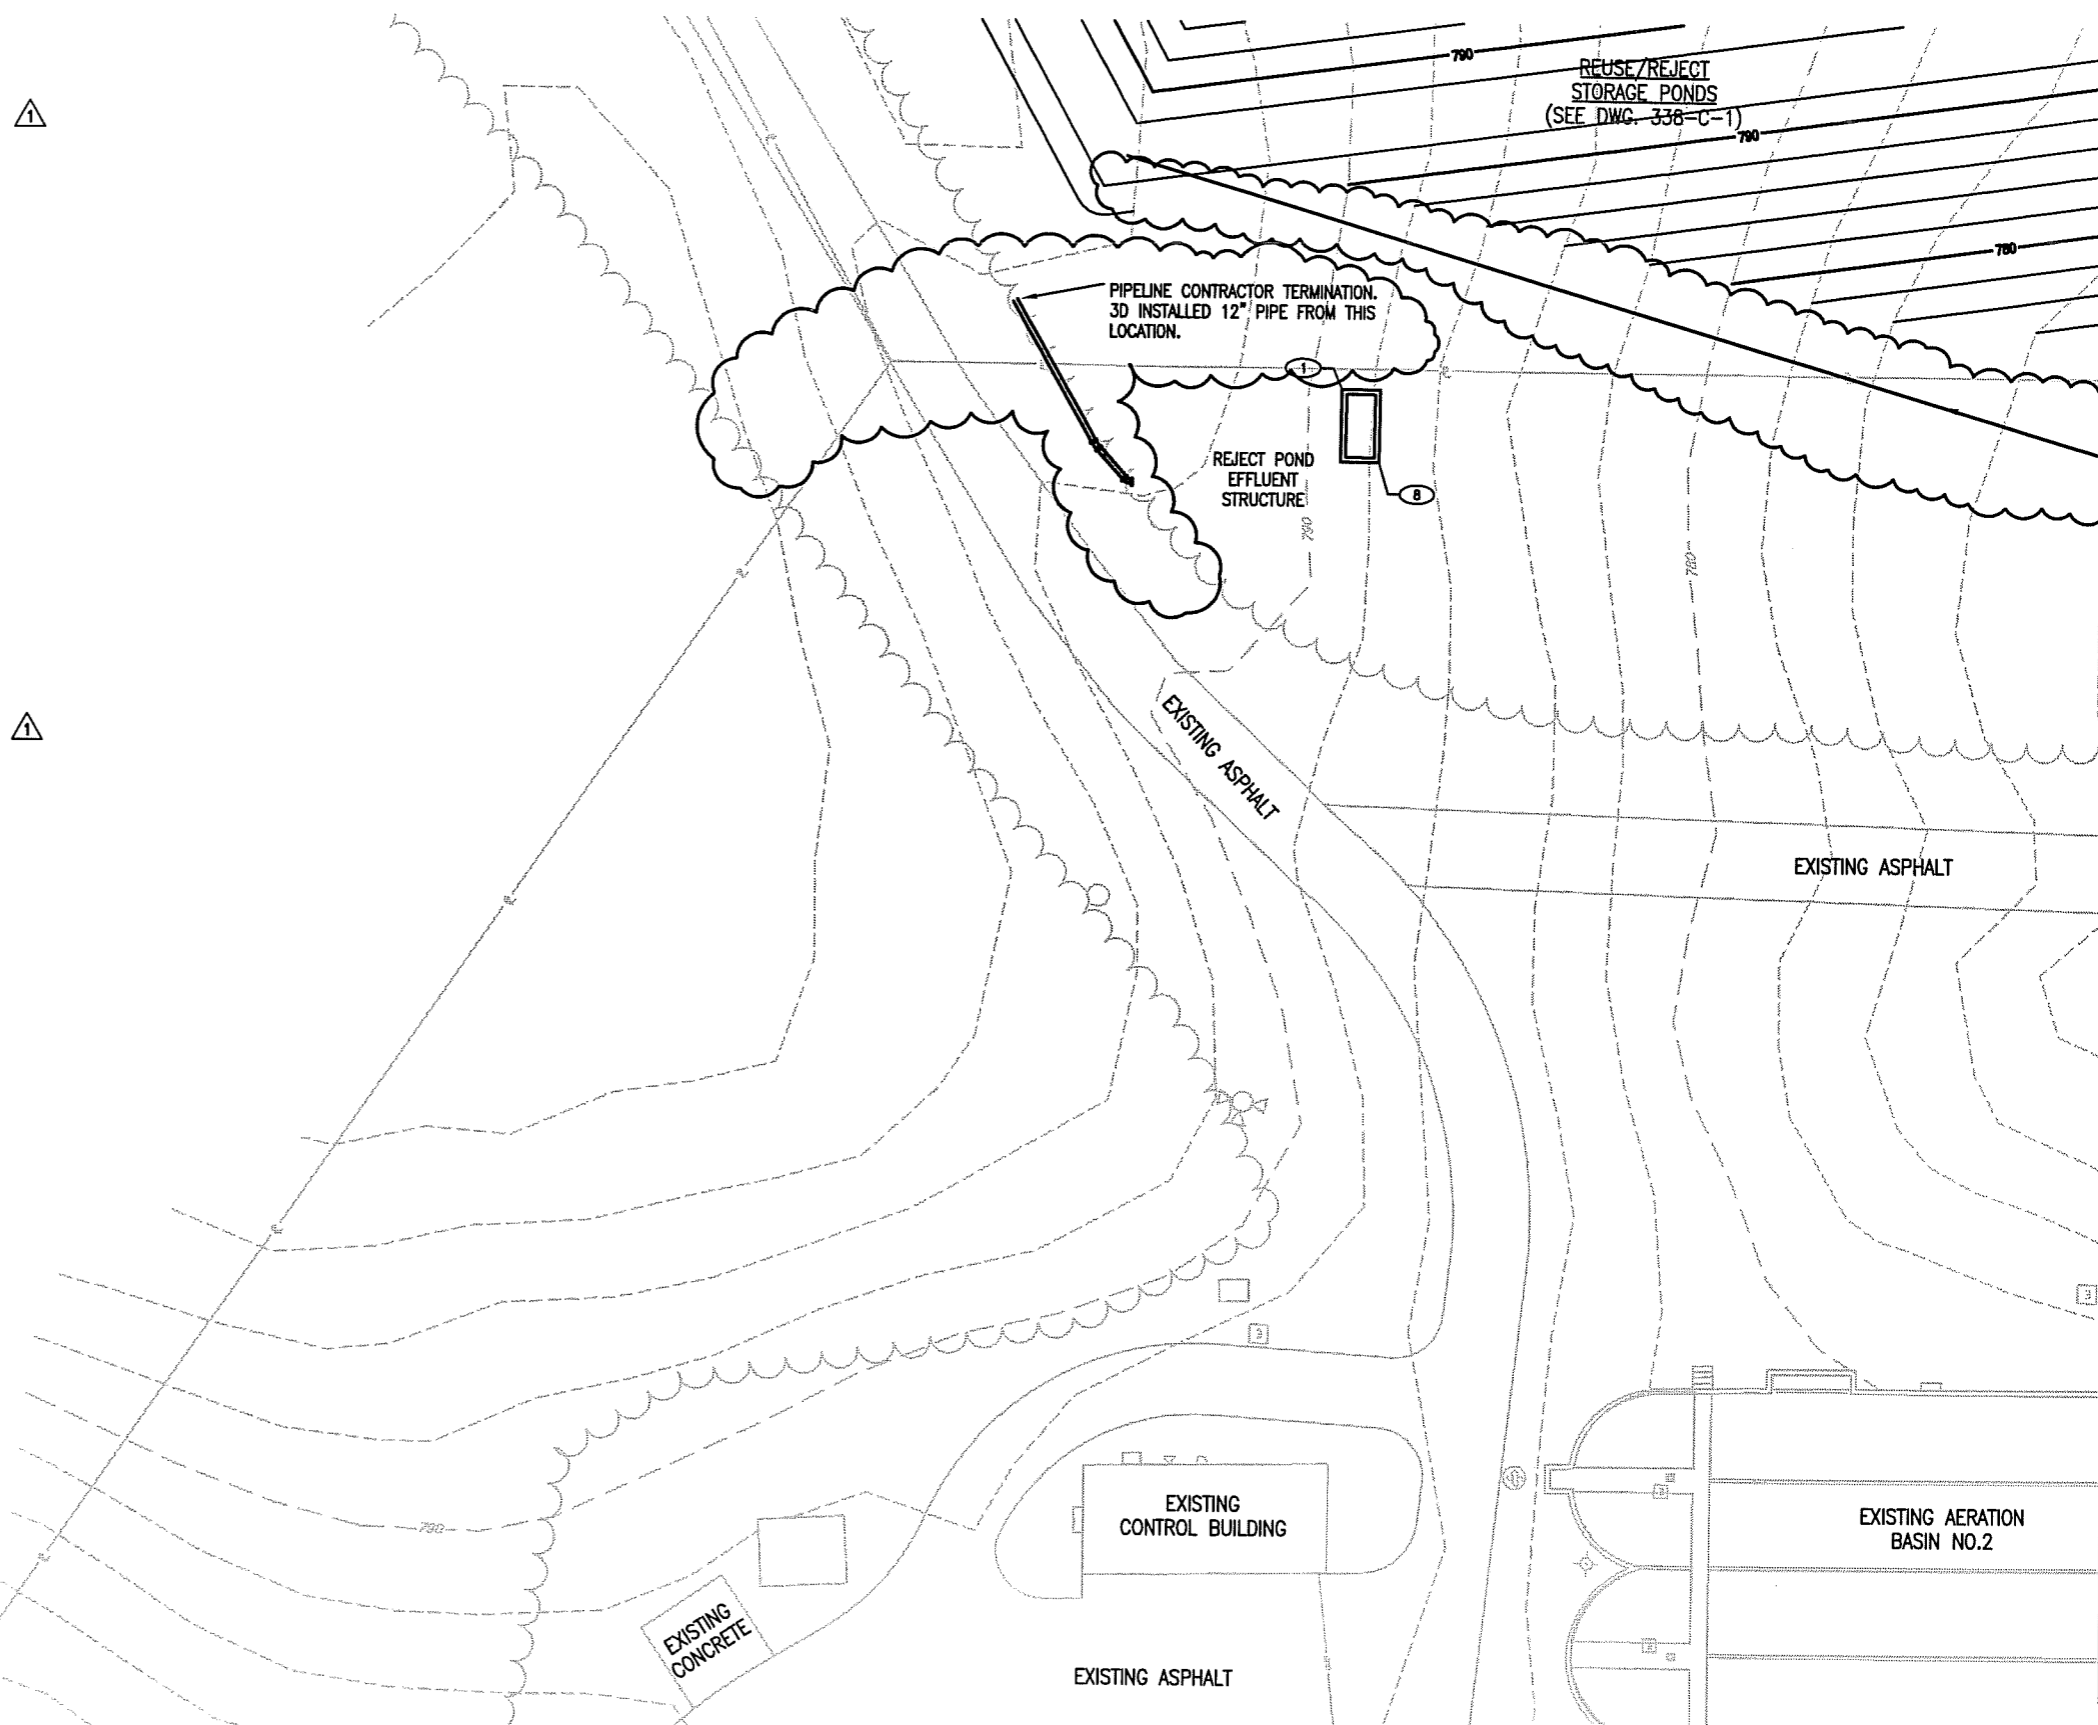 790
REUSE/REJECT
STORAGE PONDS
(SEE DWG. 338-C-1)
1
790
780
PIPELINE CONTRACTOR TERMINATION.
3D INSTALLED 12" PIPE FROM THIS
LOCATION.
1
REJECT POND
EFFLUENT
STRUCTURE
8
790
780
1
EXISTING ASPHALT
EXISTING ASPHALT
3
3
EXISTING
CONTROL BUILDING
EXISTING AERATION
BASIN NO.2
790
EXISTING
CONCRETE
EXISTING ASPHALT